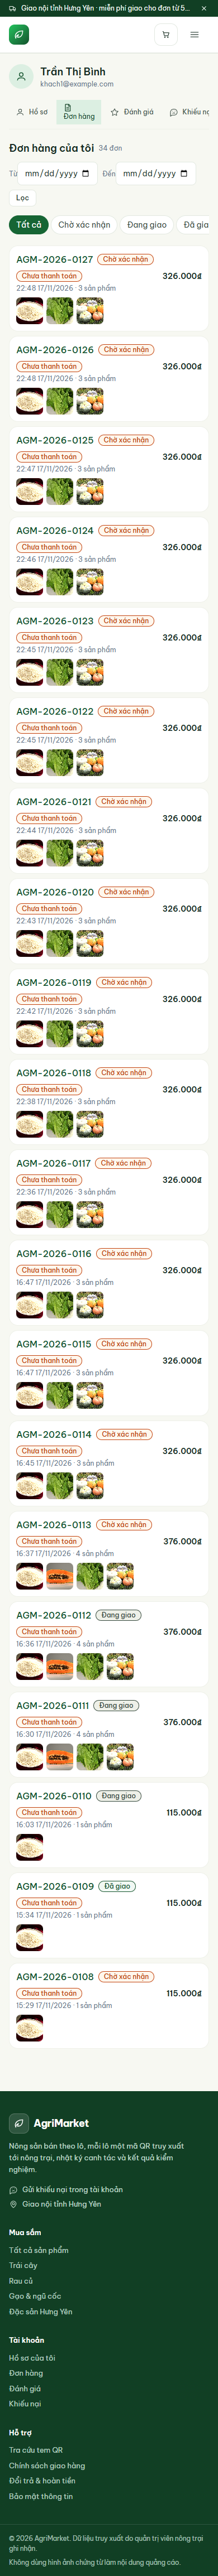 Giao nội tỉnh Hưng Yên · miễn phí giao cho đơn từ 5...
Trần Thị Bình
khach1@example.com
Hồ sơ
Đơn hàng
Đánh giá
Khiếu nạ
Đơn hàng của tôi 34 đơn
Từ mm/dd/yyyy Đến mm/dd/yyyy
Lọc
Tất cả Chờ xác nhận Đang giao Đã gia
AGM-2026-0127 Chờ xác nhận
Chưa thanh toán 326.000₫
22:48 17/11/2026 · 3 sản phẩm
AGM-2026-0126 Chờ xác nhận
Chưa thanh toán 326.000₫
22:48 17/11/2026 · 3 sản phẩm
AGM-2026-0125 Chờ xác nhận
Chưa thanh toán 326.000₫
22:47 17/11/2026 · 3 sản phẩm
AGM-2026-0124 Chờ xác nhận
Chưa thanh toán 326.000₫
22:46 17/11/2026 · 3 sản phẩm
AGM-2026-0123 Chờ xác nhận
Chưa thanh toán 326.000₫
22:45 17/11/2026 · 3 sản phẩm
AGM-2026-0122 Chờ xác nhận
Chưa thanh toán 326.000₫
22:45 17/11/2026 · 3 sản phẩm
AGM-2026-0121 Chờ xác nhận
Chưa thanh toán 326.000₫
22:44 17/11/2026 · 3 sản phẩm
AGM-2026-0120 Chờ xác nhận
Chưa thanh toán 326.000₫
22:43 17/11/2026 · 3 sản phẩm
AGM-2026-0119 Chờ xác nhận
Chưa thanh toán 326.000₫
22:42 17/11/2026 · 3 sản phẩm
AGM-2026-0118 Chờ xác nhận
Chưa thanh toán 326.000₫
22:38 17/11/2026 · 3 sản phẩm
AGM-2026-0117 Chờ xác nhận
Chưa thanh toán 326.000₫
22:36 17/11/2026 · 3 sản phẩm
AGM-2026-0116 Chờ xác nhận
Chưa thanh toán 326.000₫
16:47 17/11/2026 · 3 sản phẩm
AGM-2026-0115 Chờ xác nhận
Chưa thanh toán 326.000₫
16:47 17/11/2026 · 3 sản phẩm
AGM-2026-0114 Chờ xác nhận
Chưa thanh toán 326.000₫
16:45 17/11/2026 · 3 sản phẩm
AGM-2026-0113 Chờ xác nhận
Chưa thanh toán 376.000₫
16:37 17/11/2026 · 4 sản phẩm
AGM-2026-0112 Đang giao
Chưa thanh toán 376.000₫
16:36 17/11/2026 · 4 sản phẩm
AGM-2026-0111 Đang giao
Chưa thanh toán 376.000₫
16:30 17/11/2026 · 4 sản phẩm
AGM-2026-0110 Đang giao
Chưa thanh toán 115.000₫
16:03 17/11/2026 · 1 sản phẩm
AGM-2026-0109 Đã giao
Chưa thanh toán 115.000₫
15:34 17/11/2026 · 1 sản phẩm
AGM-2026-0108 Chờ xác nhận
Chưa thanh toán 115.000₫
15:29 17/11/2026 · 1 sản phẩm
AgriMarket
Nông sản bán theo lô, mỗi lô một mã QR truy xuất
tới nông trại, nhật ký canh tác và kết quả kiểm
nghiệm.
Gửi khiếu nại trong tài khoản
Giao nội tỉnh Hưng Yên
Mua sắm
Tất cả sản phẩm
Trái cây
Rau củ
Gạo & ngũ cốc
Đặc sản Hưng Yên
Tài khoản
Hồ sơ của tôi
Đơn hàng
Đánh giá
Khiếu nại
Hỗ trợ
Tra cứu tem QR
Chính sách giao hàng
Đổi trả & hoàn tiền
Bảo mật thông tin
© 2026 AgriMarket. Dữ liệu truy xuất do quản trị viên nông trại
ghi nhận.
Không dùng hình ảnh chứng từ làm nội dung quảng cáo.